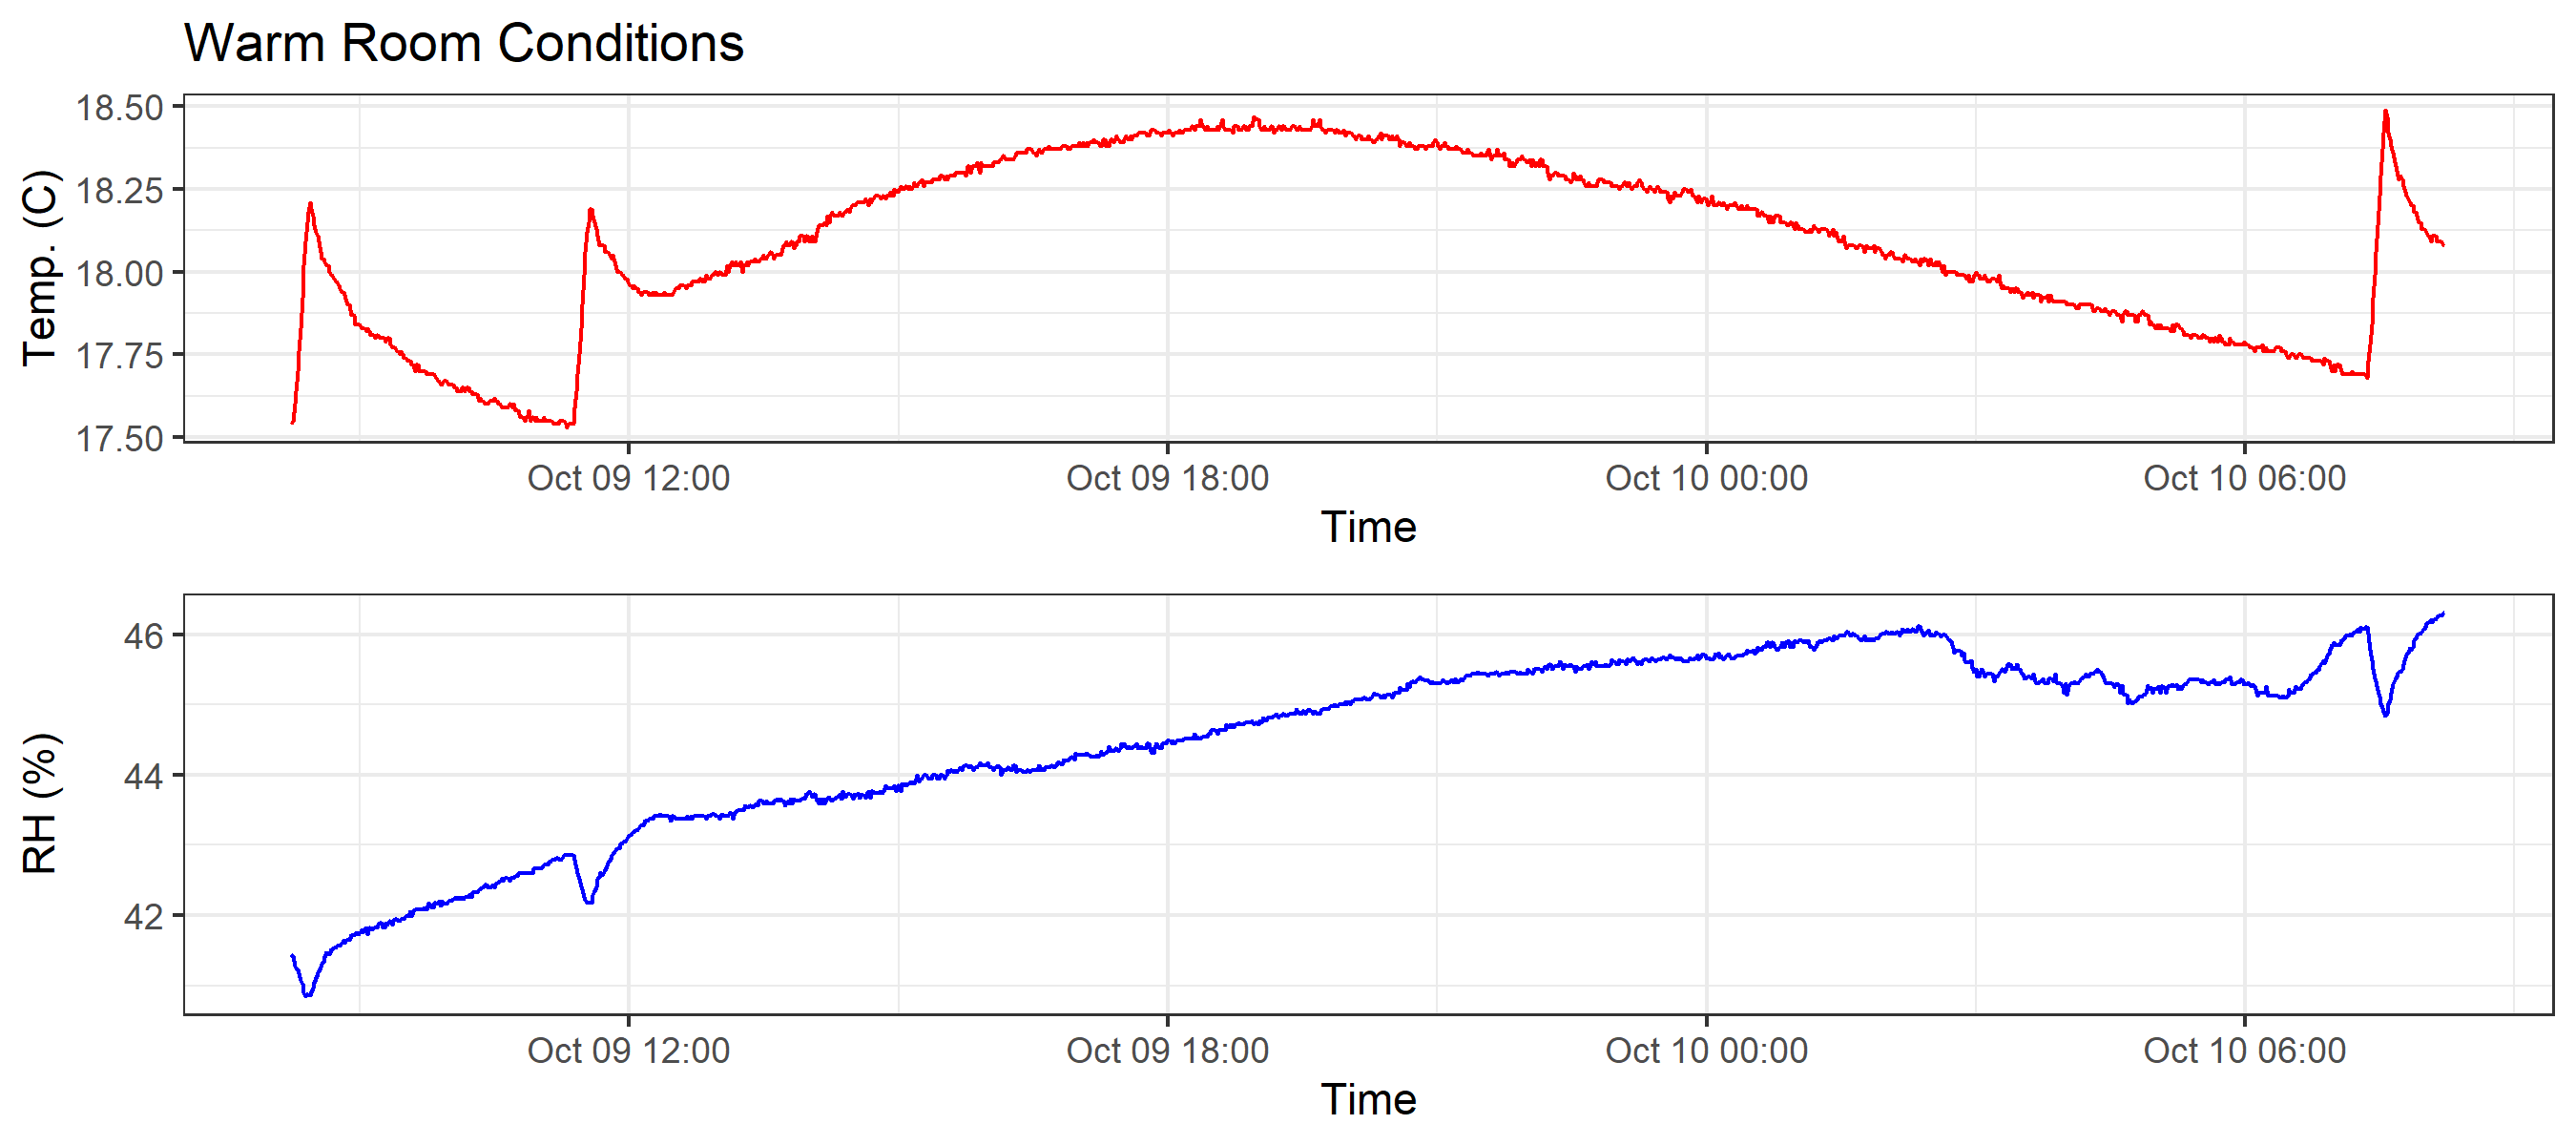 Warm Room Conditions
Temp. (C)
18.50
18.25
18.00
17.75
17.50
Oct 09 12:00 Oct 09 18:00 Oct 10 00:00 Oct 10 06:00
Time
RH (%)
46
44
42
Oct 09 12:00 Oct 09 18:00 Oct 10 00:00 Oct 10 06:00
Time